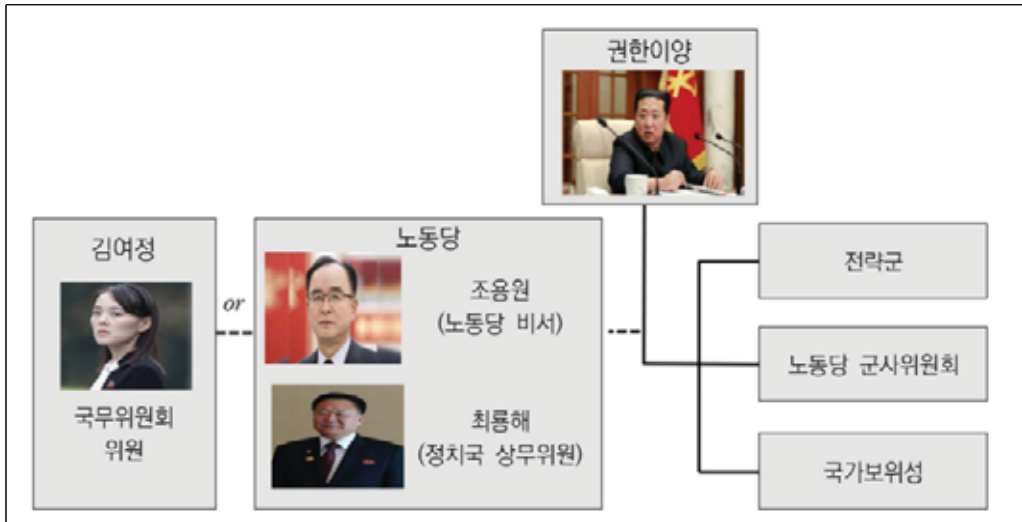 권한이양
김여정
국무위원회
위원
or
노동당
조용원
(노동당 비서)
최룡해
(정치국 상무위원)
전략군
노동당 군사위원회
국가보위성